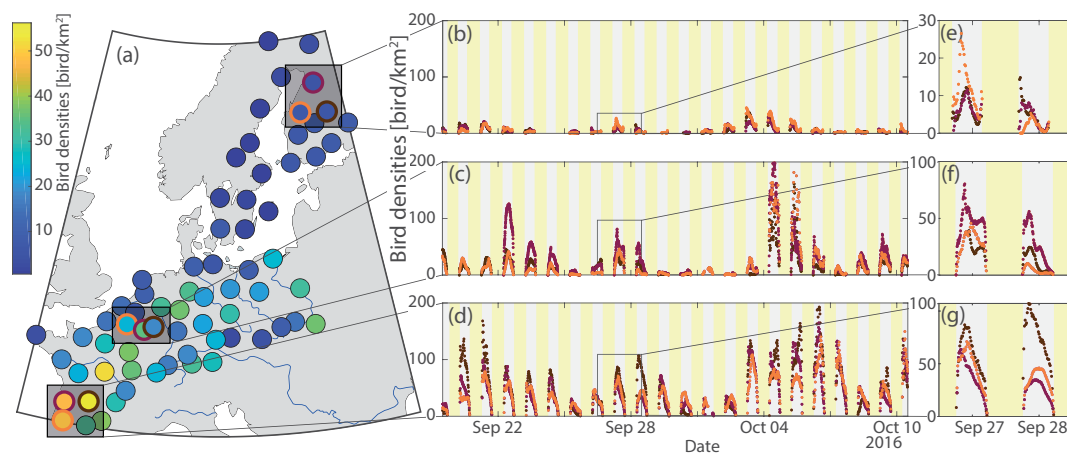 Bird densities [bird/km²]
50
40
30
20
10
(a)
Bird densities [bird/km²]
(b)
200
100
0
(c)
200
100
0
(d)
200
100
0
Sep 22
Sep 28
Oct 04
Oct 10
2016
Date
(e)
30
20
10
0
(f)
100
50
0
(g)
100
50
0
Sep 27
Sep 28